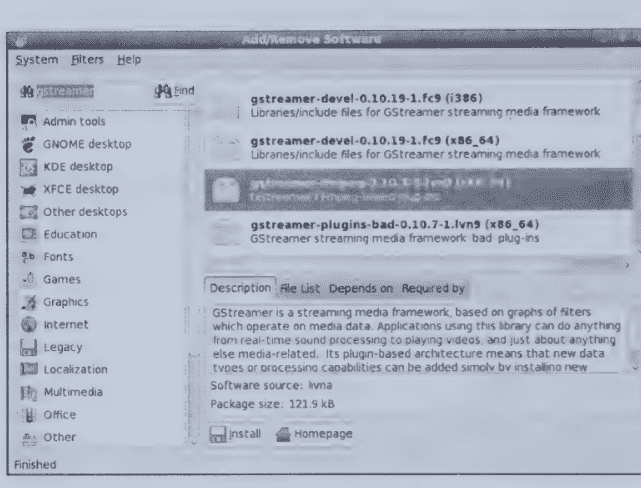 Add/Remove Software
System Filters Help
gstreamer Find
Admin tools
GNOME desktop
KDE desktop
XFCE desktop
Other desktops
Education
Fonts
Games
Graphics
Internet
Legacy
Localization
Multimedia
Office
Other
gstreamer-devel-0.10.19-1.fc9 (i386)
Libraries/include files for GStreamer streaming media framework
gstreamer-devel-0.10.19-1.fc9 (x86_64)
Libraries/include files for GStreamer streaming media framework
gstreamer-plugins-bad-0.10.7-1.lvn9 (x86_64)
GStreamer streaming media framework bad plug-ins
Description File List Depends on Required by
GStreamer is a streaming media framework, based on graphs of filters
which operate on media data. Applications using this library can do anything
from real-time sound processing to playing videos, and just about anything
else media-related. Its plugin-based architecture means that new data
types or processing capabilities can be added simply by installing new
Software source: livna
Package size: 121.9 kB
Install Homepage
Finished